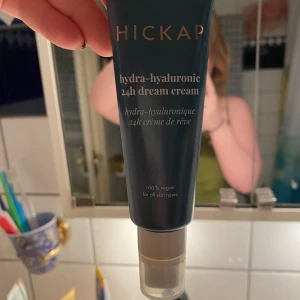 HICKAP
hydra-hyaluronic
24h dream cream
hydra-hyaluronique
24h crème de rêve
100% vegan
for all skin types